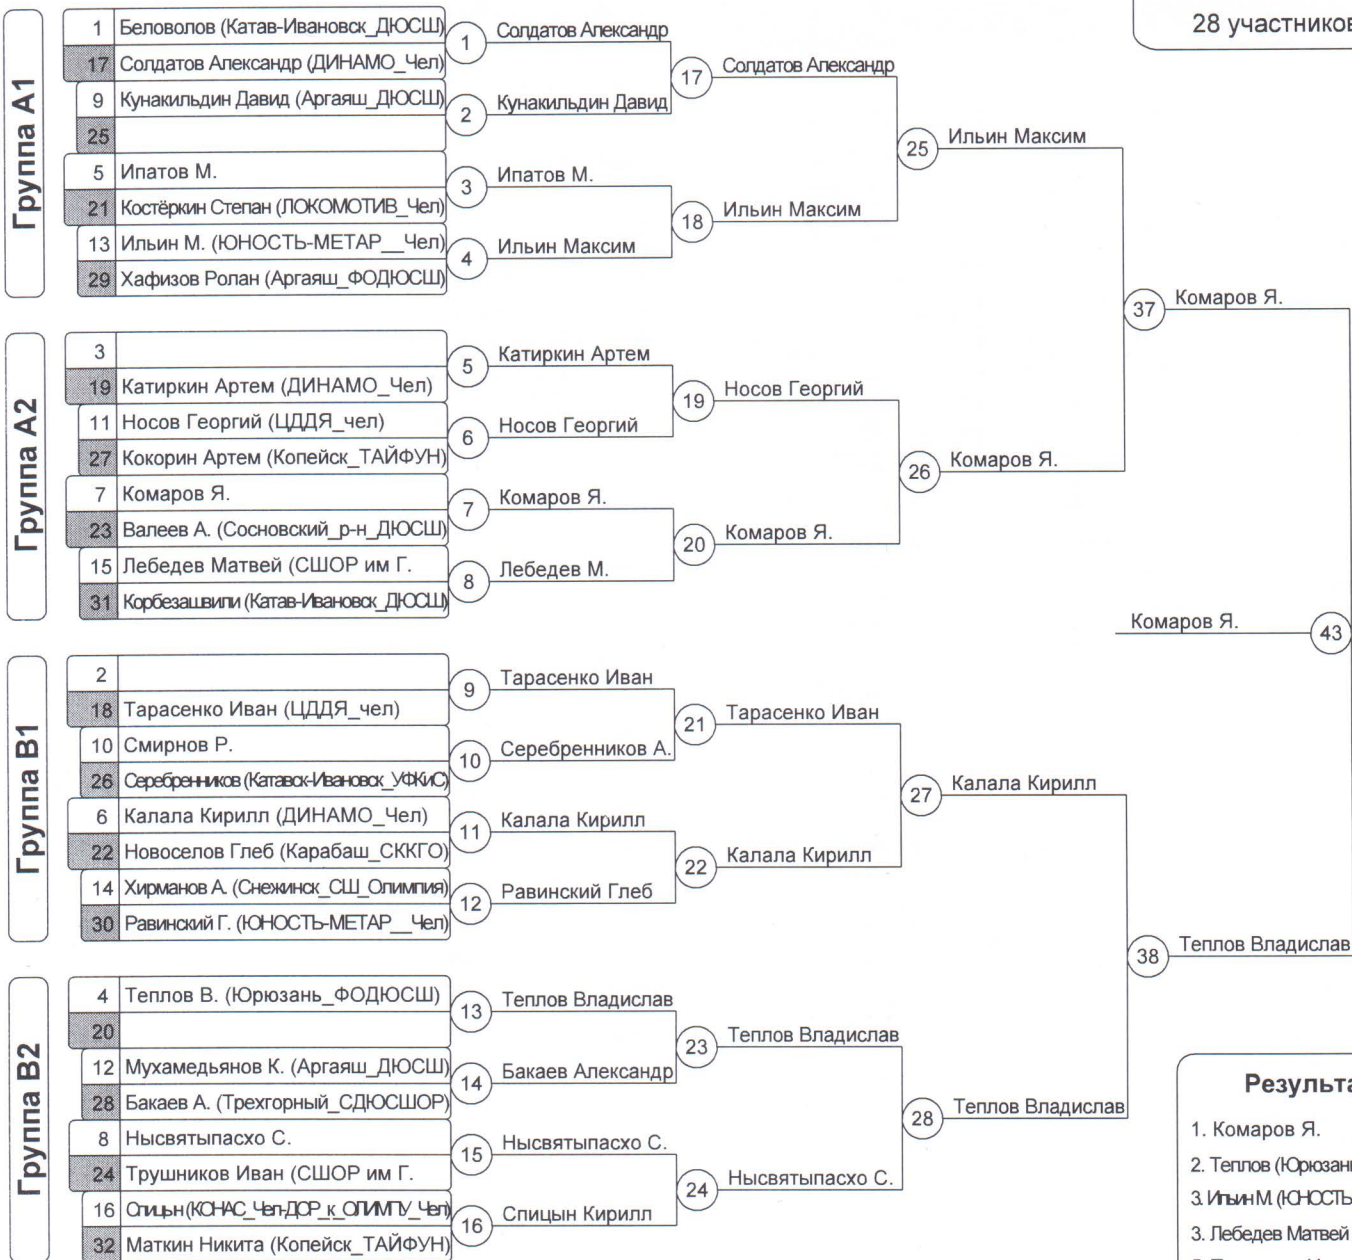 28 участников
Группа А1
1 Беловолов (Катав-Ивановск_ДЮСШ)
17 Солдатов Александр (ДИНАМО_Чел)
9 Кунакильдин Давид (Аргаяш_ДЮСШ)
25
5 Ипатов М.
21 Костёркин Степан (ЛОКОМОТИВ_Чел)
13 Ильин М. (ЮНОСТЬ-МЕТАР__Чел)
29 Хафизов Ролан (Аргаяш_ФОДЮСШ)
1 Солдатов Александр
2 Кунакильдин Давид
3 Ипатов М.
4 Ильин Максим
17 Солдатов Александр
18 Ильин Максим
25 Ильин Максим
Группа А2
3
19 Катиркин Артем (ДИНАМО_Чел)
11 Носов Георгий (ЦДДЯ_чел)
27 Кокорин Артем (Копейск_ТАЙФУН)
7 Комаров Я.
23 Валеев А. (Сосновский_р-н_ДЮСШ)
15 Лебедев Матвей (СШОР им Г.
31 Корбезашвили (Катав-Ивановск_ДЮСШ)
5 Катиркин Артем
6 Носов Георгий
7 Комаров Я.
8 Лебедев М.
19 Носов Георгий
20 Комаров Я.
26 Комаров Я.
37 Комаров Я.
Комаров Я. 43
Группа В1
2
18 Тарасенко Иван (ЦДДЯ_чел)
10 Смирнов Р.
26 Серебренников (Катавск-Ивановск_УФКиС)
6 Калала Кирилл (ДИНАМО_Чел)
22 Новоселов Глеб (Карабаш_СККГО)
14 Хирманов А. (Снежинск_СШ_Олимпия)
30 Равинский Г. (ЮНОСТЬ-МЕТАР__Чел)
9 Тарасенко Иван
10 Серебренников А.
11 Калала Кирилл
12 Равинский Глеб
21 Тарасенко Иван
22 Калала Кирилл
27 Калала Кирилл
Группа В2
4 Теплов В. (Юрюзань_ФОДЮСШ)
20
12 Мухамедьянов К. (Аргаяш_ДЮСШ)
28 Бакаев А. (Трехгорный_СДЮСШОР)
8 Нысвятыпасхо С.
24 Трушников Иван (СШОР им Г.
16 Спицын (КОНАС_Чел-ДОР_к_ОЛИМПУ_Чел)
32 Маткин Никита (Копейск_ТАЙФУН)
13 Теплов Владислав
14 Бакаев Александр
15 Нысвятыпасхо С.
16 Спицын Кирилл
23 Теплов Владислав
24 Нысвятыпасхо С.
28 Теплов Владислав
38 Теплов Владислав
Результа
1. Комаров Я.
2. Теплов (Юрюзань
3. Ильин М. (ЮНОСТЬ
3. Лебедев Матвей